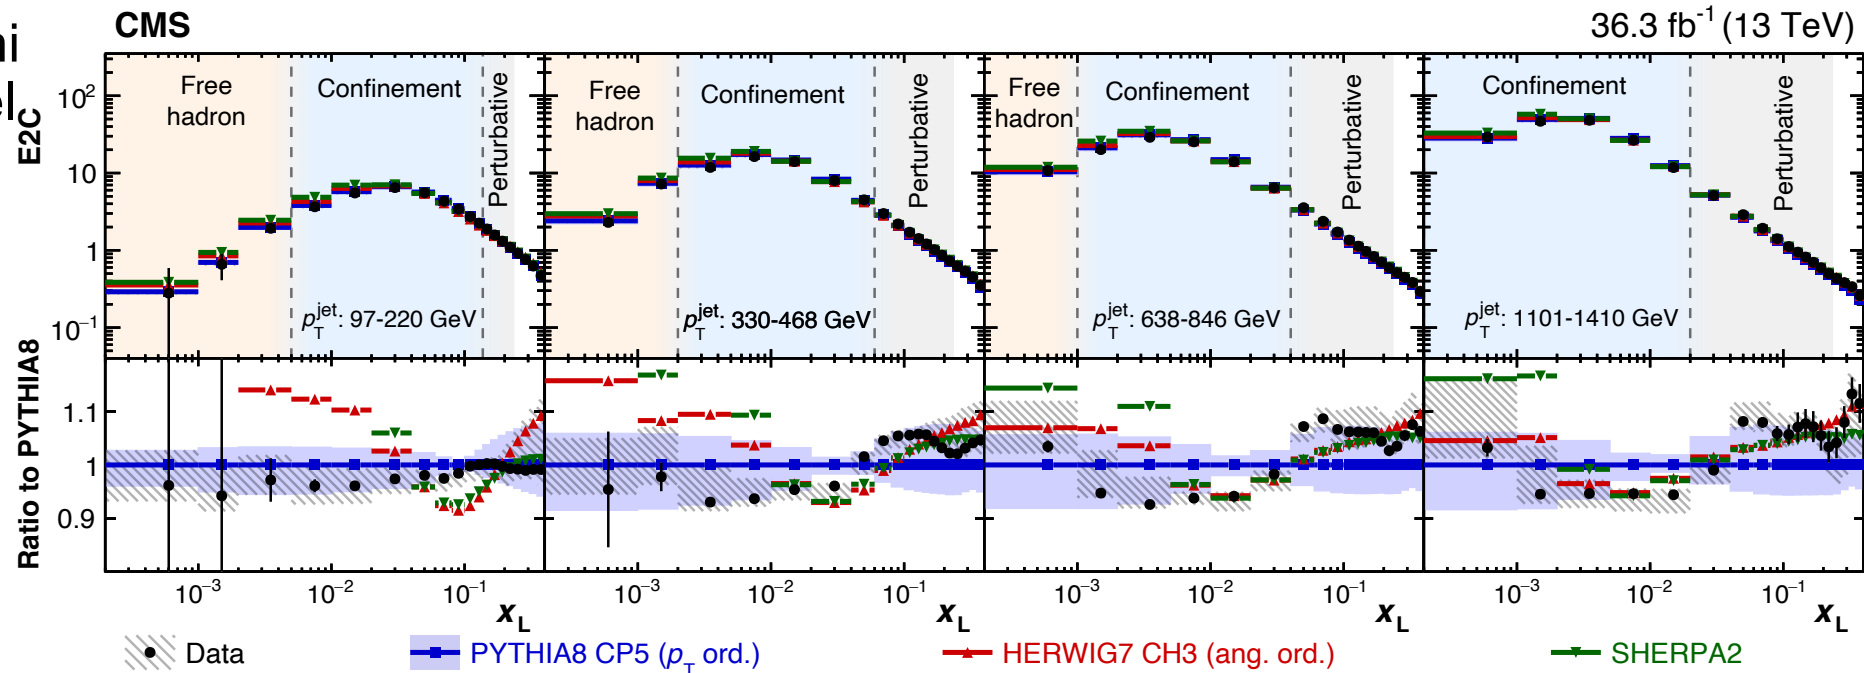 CMS
36.3 fb⁻¹ (13 TeV)
E2C
10²
10
1
10⁻¹
Free
hadron
Confinement
Perturbative
p_T^jet: 97-220 GeV
Free
hadron
Confinement
Perturbative
p_T^jet: 330-468 GeV
Free
hadron
Confinement
Perturbative
p_T^jet: 638-846 GeV
Confinement
Perturbative
p_T^jet: 1101-1410 GeV
Ratio to PYTHIA8
1.1
1
0.9
10⁻³ 10⁻² 10⁻¹
x_L
10⁻³ 10⁻² 10⁻¹
x_L
10⁻³ 10⁻² 10⁻¹
x_L
10⁻³ 10⁻² 10⁻¹
x_L
Data
PYTHIA8 CP5 (p_T ord.)
HERWIG7 CH3 (ang. ord.)
SHERPA2